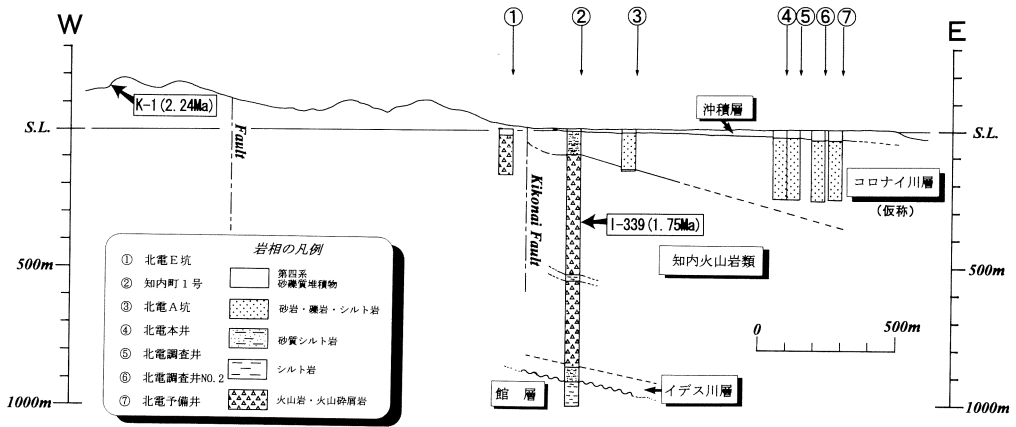 W
①
②
③
④
⑤
⑥
⑦
E
K-1(2.24Ma)
沖積層
S.L.
S.L.
Fault
コロナイ川層
(仮称)
Kikonai Fault
I-339(1.75Ma)
知内火山岩類
500m
500m
0
500m
岩相の凡例
① 北電E坑
② 知内町1号
③ 北電A坑
④ 北電本井
⑤ 北電調査井
⑥ 北電調査井NO.2
⑦ 北電予備井
第四系
砂礫質堆積物
砂岩・礫岩・シルト岩
砂質シルト岩
シルト岩
火山岩・火山砕屑岩
館 層
イデス川層
1000m
1000m